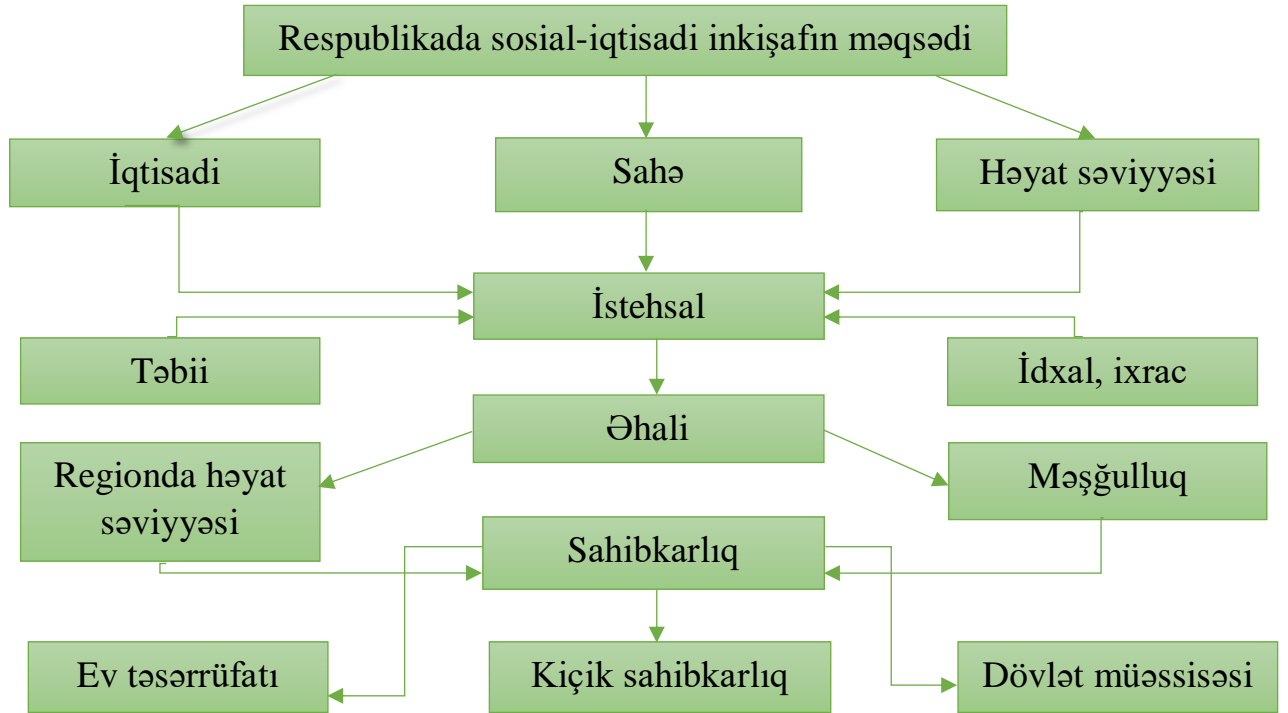 Respublikada sosial-iqtisadi inkişafın məqsədi
İqtisadi
Sahə
Həyat səviyyəsi
İstehsal
Təbii
İdxal, ixrac
Əhali
Regionda həyat
səviyyəsi
Məşğulluq
Sahibkarlıq
Ev təsərrüfatı
Kiçik sahibkarlıq
Dövlət müəssisəsi